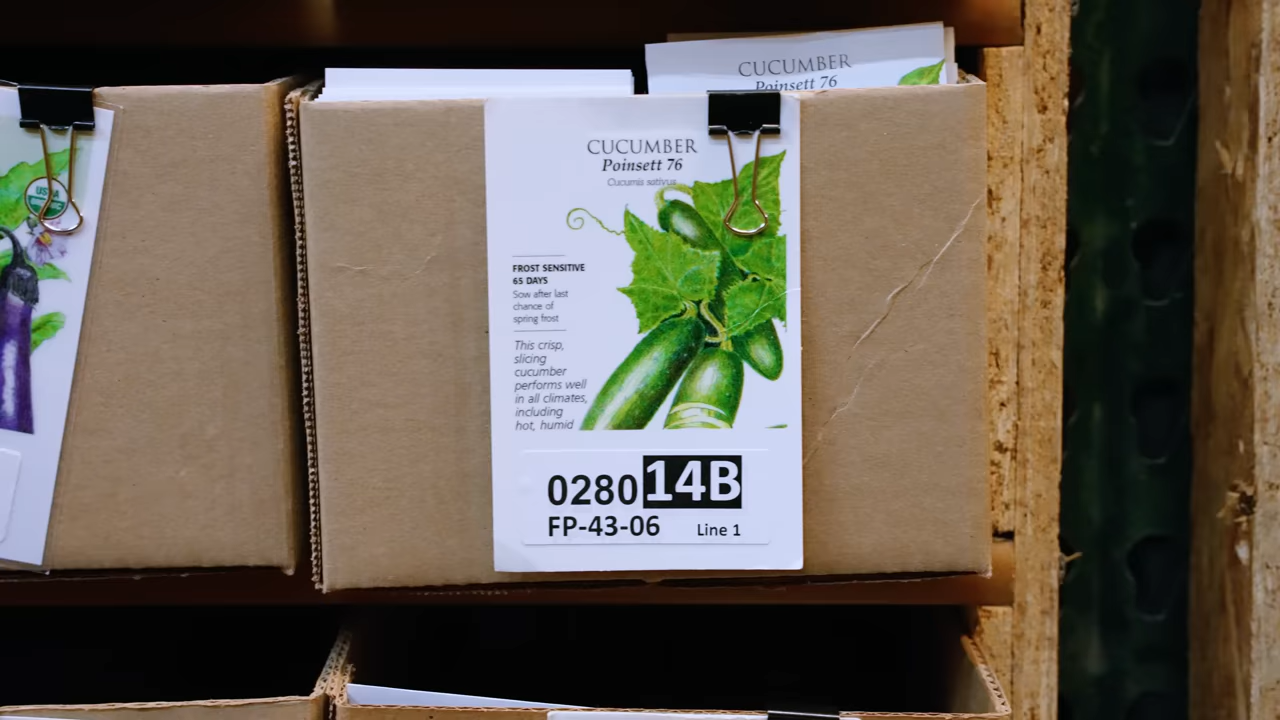 CUCUMBER
Poinsett 76
CUCUMBER
Poinsett 76
Cucumis sativus
FROST SENSITIVE
65 DAYS
Sow after last
chance of
spring frost
This crisp,
slicing
cucumber
performs well
in all climates,
including
hot, humid
028014B
FP-43-06 Line 1
USDA